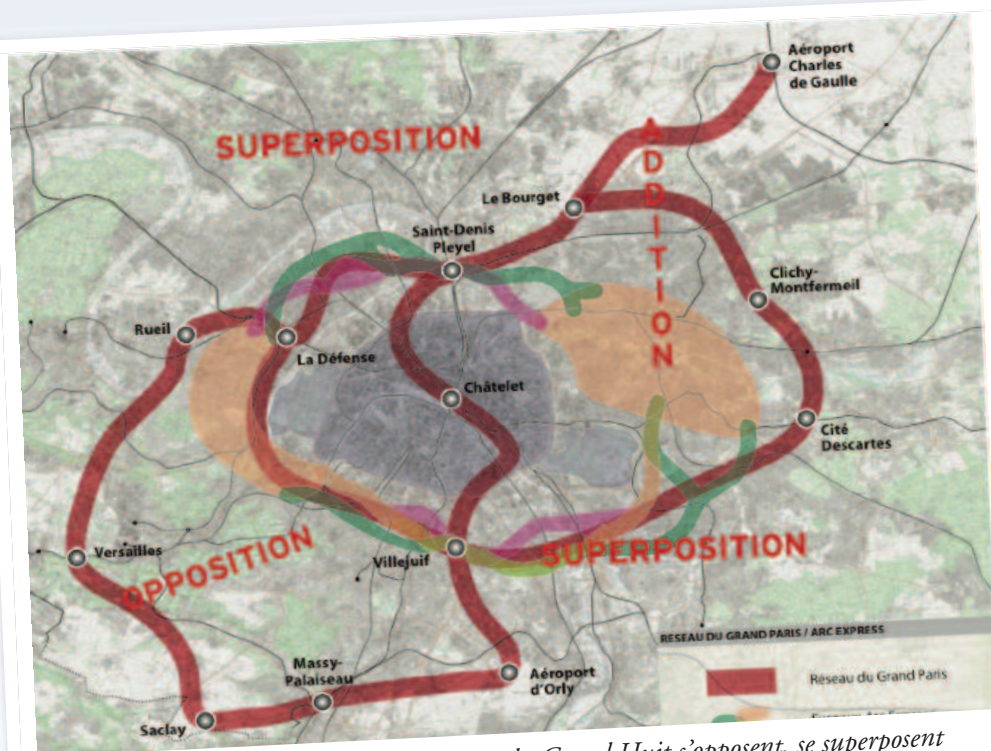 Aéroport
Charles
de Gaulle
SUPERPOSITION
ADDITION
Le Bourget
Saint-Denis
Pleyel
Clichy-
Montfermeil
Rueil
La Défense
Châtelet
Cité
Descartes
Versailles
OPPOSITION
Villejuif
SUPERPOSITION
RESEAU DU GRAND PARIS / ARC EXPRESS
Massy-
Palaiseau
Aéroport
d'Orly
Réseau du Grand Paris
Saclay
Grand Huit s'opposent, se superposent